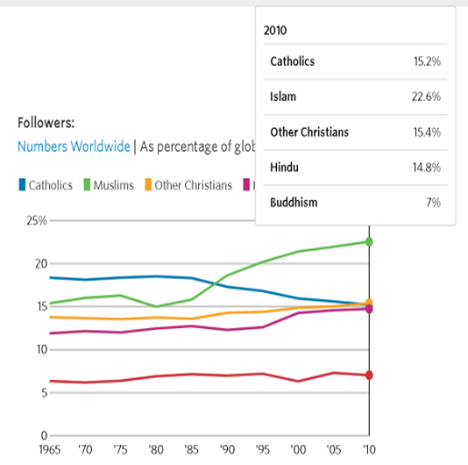 2010
Catholics 15.2%
Islam 22.6%
Other Christians 15.4%
Hindu 14.8%
Buddhism 7%
Followers:
Numbers Worldwide | As percentage of glob
Catholics Muslims Other Christians
25%
20
15
10
5
0
1965 '70 '75 '80 '85 '90 '95 '00 '05 '10